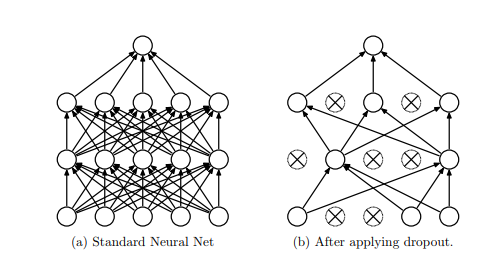 (a) Standard Neural Net
(b) After applying dropout.